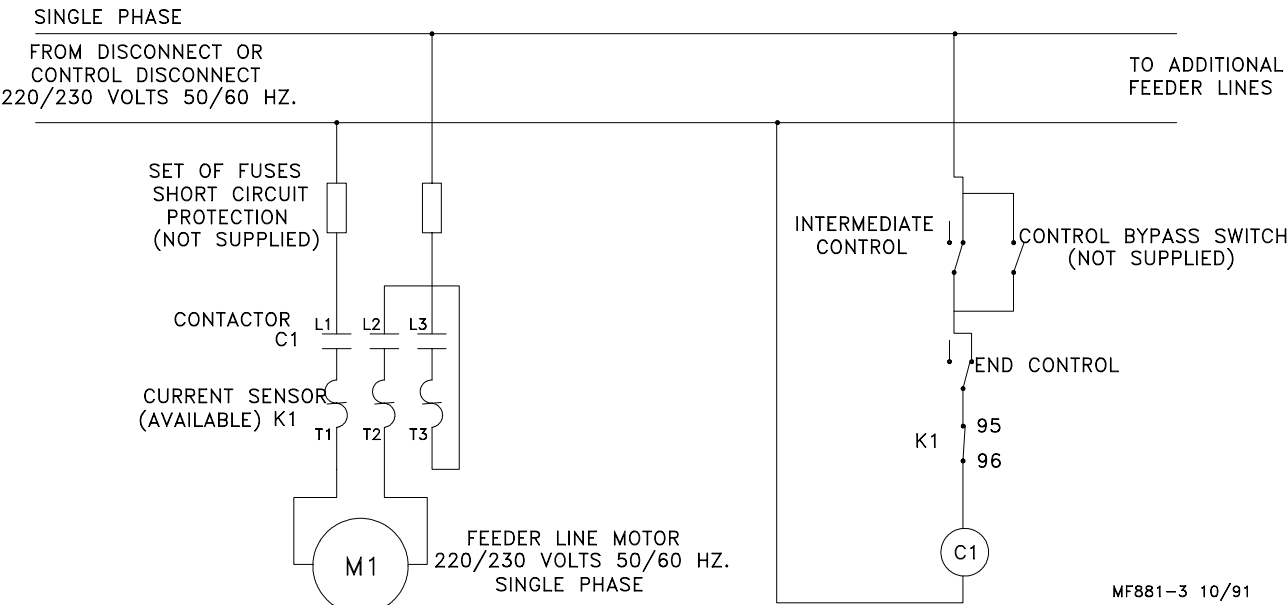 SINGLE PHASE
FROM DISCONNECT OR
CONTROL DISCONNECT
220/230 VOLTS 50/60 HZ.
TO ADDITIONAL
FEEDER LINES
SET OF FUSES
SHORT CIRCUIT
PROTECTION
(NOT SUPPLIED)
INTERMEDIATE
CONTROL
CONTROL BYPASS SWITCH
(NOT SUPPLIED)
CONTACTOR
C1
L1 L2 L3
END CONTROL
CURRENT SENSOR
(AVAILABLE) K1
T1 T2 T3
K1
95
96
M1
FEEDER LINE MOTOR
220/230 VOLTS 50/60 HZ.
SINGLE PHASE
C1
MF881-3 10/91